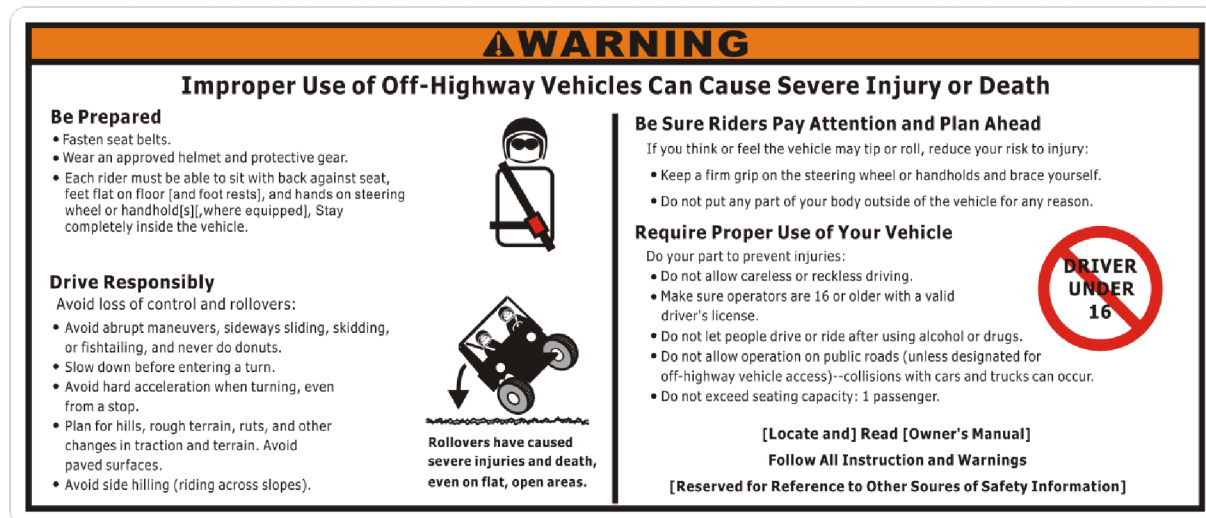 WARNING
Improper Use of Off-Highway Vehicles Can Cause Severe Injury or Death
Be Prepared
• Fasten seat belts.
• Wear an approved helmet and protective gear.
• Each rider must be able to sit with back against seat,
feet flat on floor [and foot rests], and hands on steering
wheel or handhold[s][,where equipped], Stay
completely inside the vehicle.
Drive Responsibly
Avoid loss of control and rollovers:
• Avoid abrupt maneuvers, sideways sliding, skidding,
or fishtailing, and never do donuts.
• Slow down before entering a turn.
• Avoid hard acceleration when turning, even
from a stop.
• Plan for hills, rough terrain, ruts, and other
changes in traction and terrain. Avoid
paved surfaces.
• Avoid side hilling (riding across slopes).
Rollovers have caused
severe injuries and death,
even on flat, open areas.
Be Sure Riders Pay Attention and Plan Ahead
If you think or feel the vehicle may tip or roll, reduce your risk to injury:
• Keep a firm grip on the steering wheel or handholds and brace yourself.
• Do not put any part of your body outside of the vehicle for any reason.
Require Proper Use of Your Vehicle
Do your part to prevent injuries:
• Do not allow careless or reckless driving.
• Make sure operators are 16 or older with a valid
driver's license.
• Do not let people drive or ride after using alcohol or drugs.
• Do not allow operation on public roads (unless designated for
off-highway vehicle access)--collisions with cars and trucks can occur.
• Do not exceed seating capacity: 1 passenger.
DRIVER
UNDER
16
[Locate and] Read [Owner's Manual]
Follow All Instruction and Warnings
[Reserved for Reference to Other Soures of Safety Information]